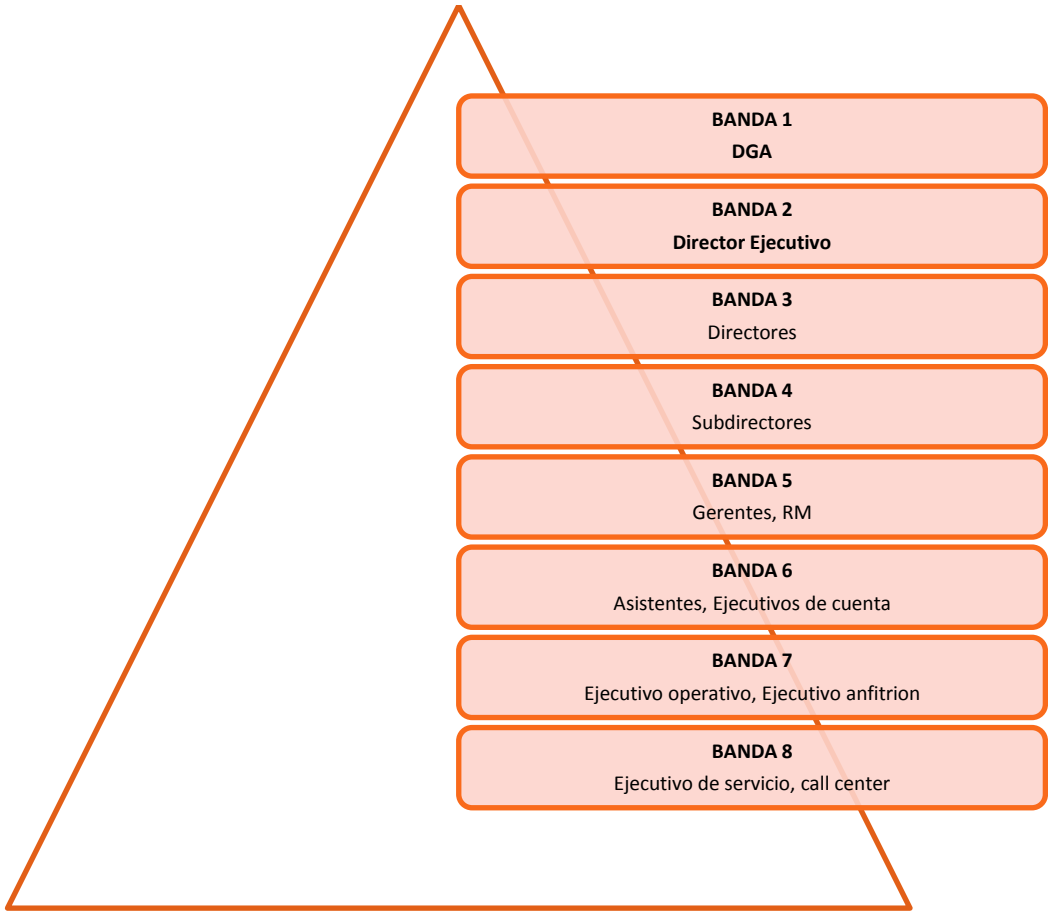 BANDA 1
DGA
BANDA 2
Director Ejecutivo
BANDA 3
Directores
BANDA 4
Subdirectores
BANDA 5
Gerentes, RM
BANDA 6
Asistentes, Ejecutivos de cuenta
BANDA 7
Ejecutivo operativo, Ejecutivo anfitrion
BANDA 8
Ejecutivo de servicio, call center